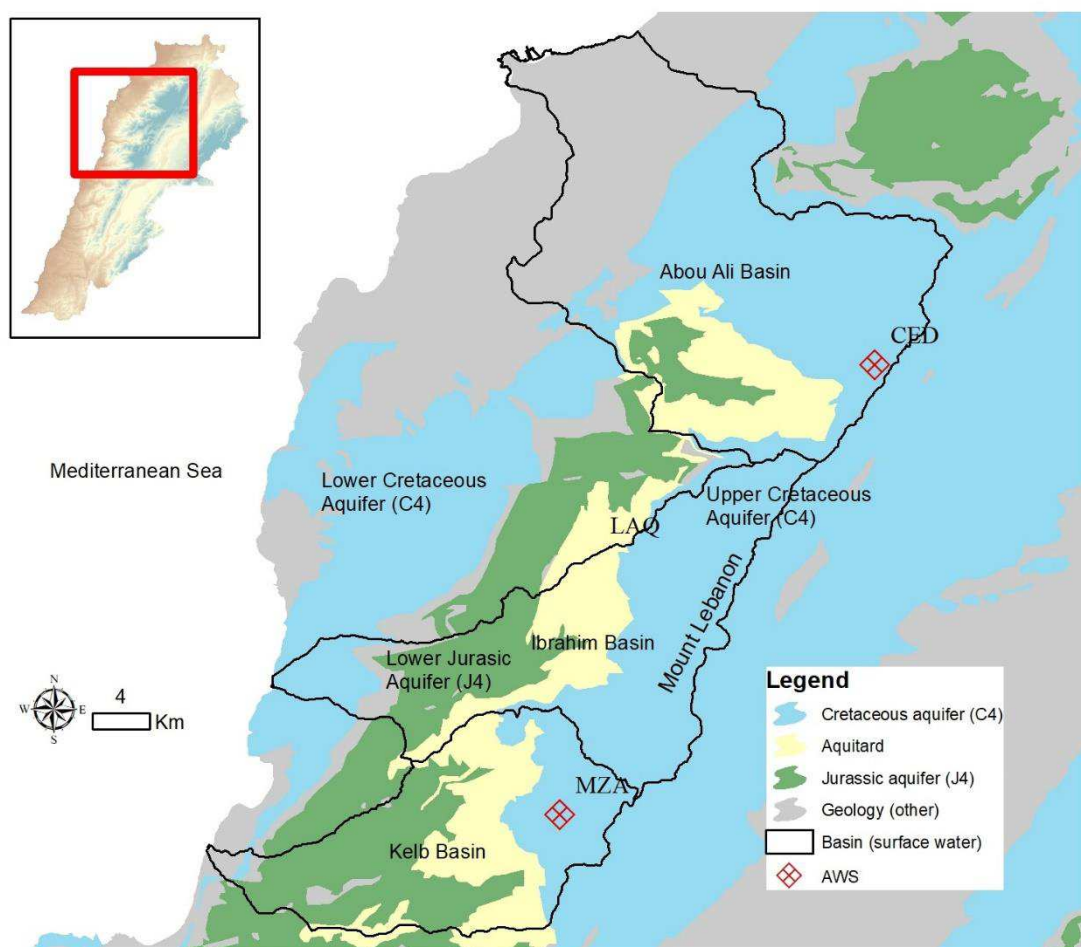 Abou Ali Basin
CED
Mediterranean Sea
Lower Cretaceous
Aquifer (C4)
Upper Cretaceous
Aquifer (C4)
LAQ
Mount Lebanon
Ibrahim Basin
Lower Jurasic
Aquifer (J4)
N
W E
S
4
Km
MZA
Kelb Basin
Legend
Cretaceous aquifer (C4)
Aquitard
Jurassic aquifer (J4)
Geology (other)
Basin (surface water)
AWS